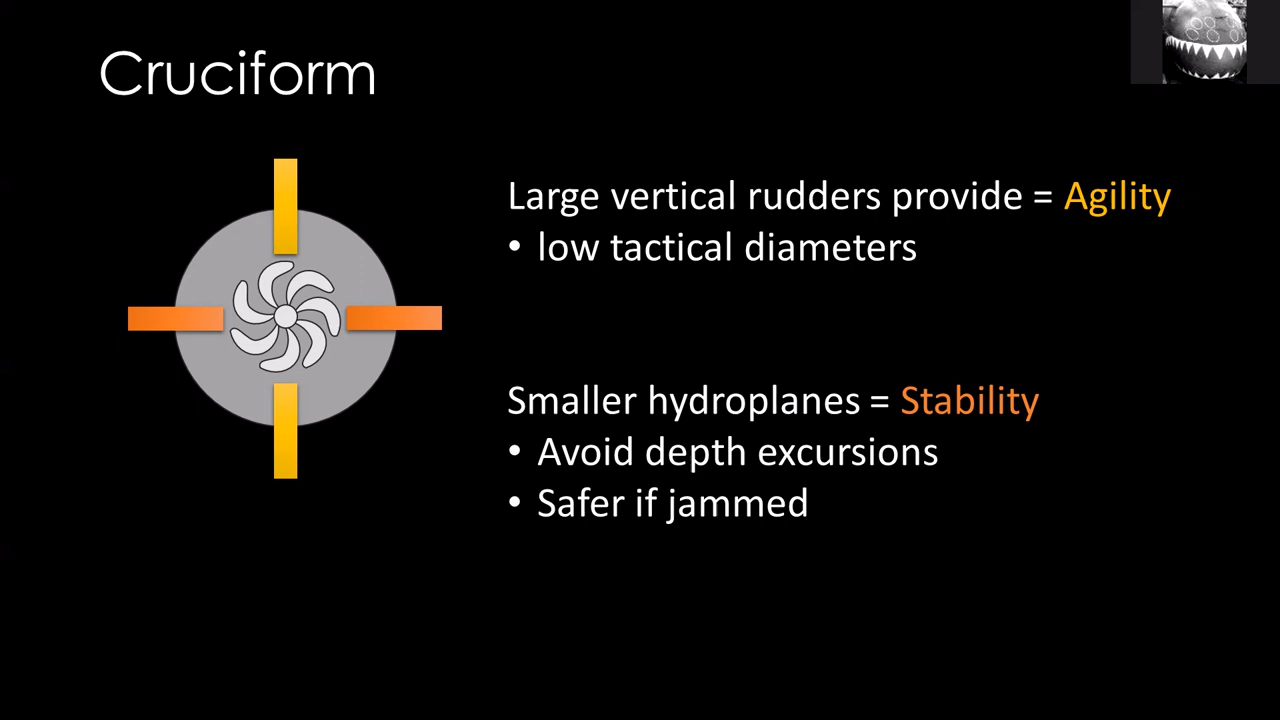 Cruciform
Large vertical rudders provide = Agility
• low tactical diameters
Smaller hydroplanes = Stability
• Avoid depth excursions
• Safer if jammed